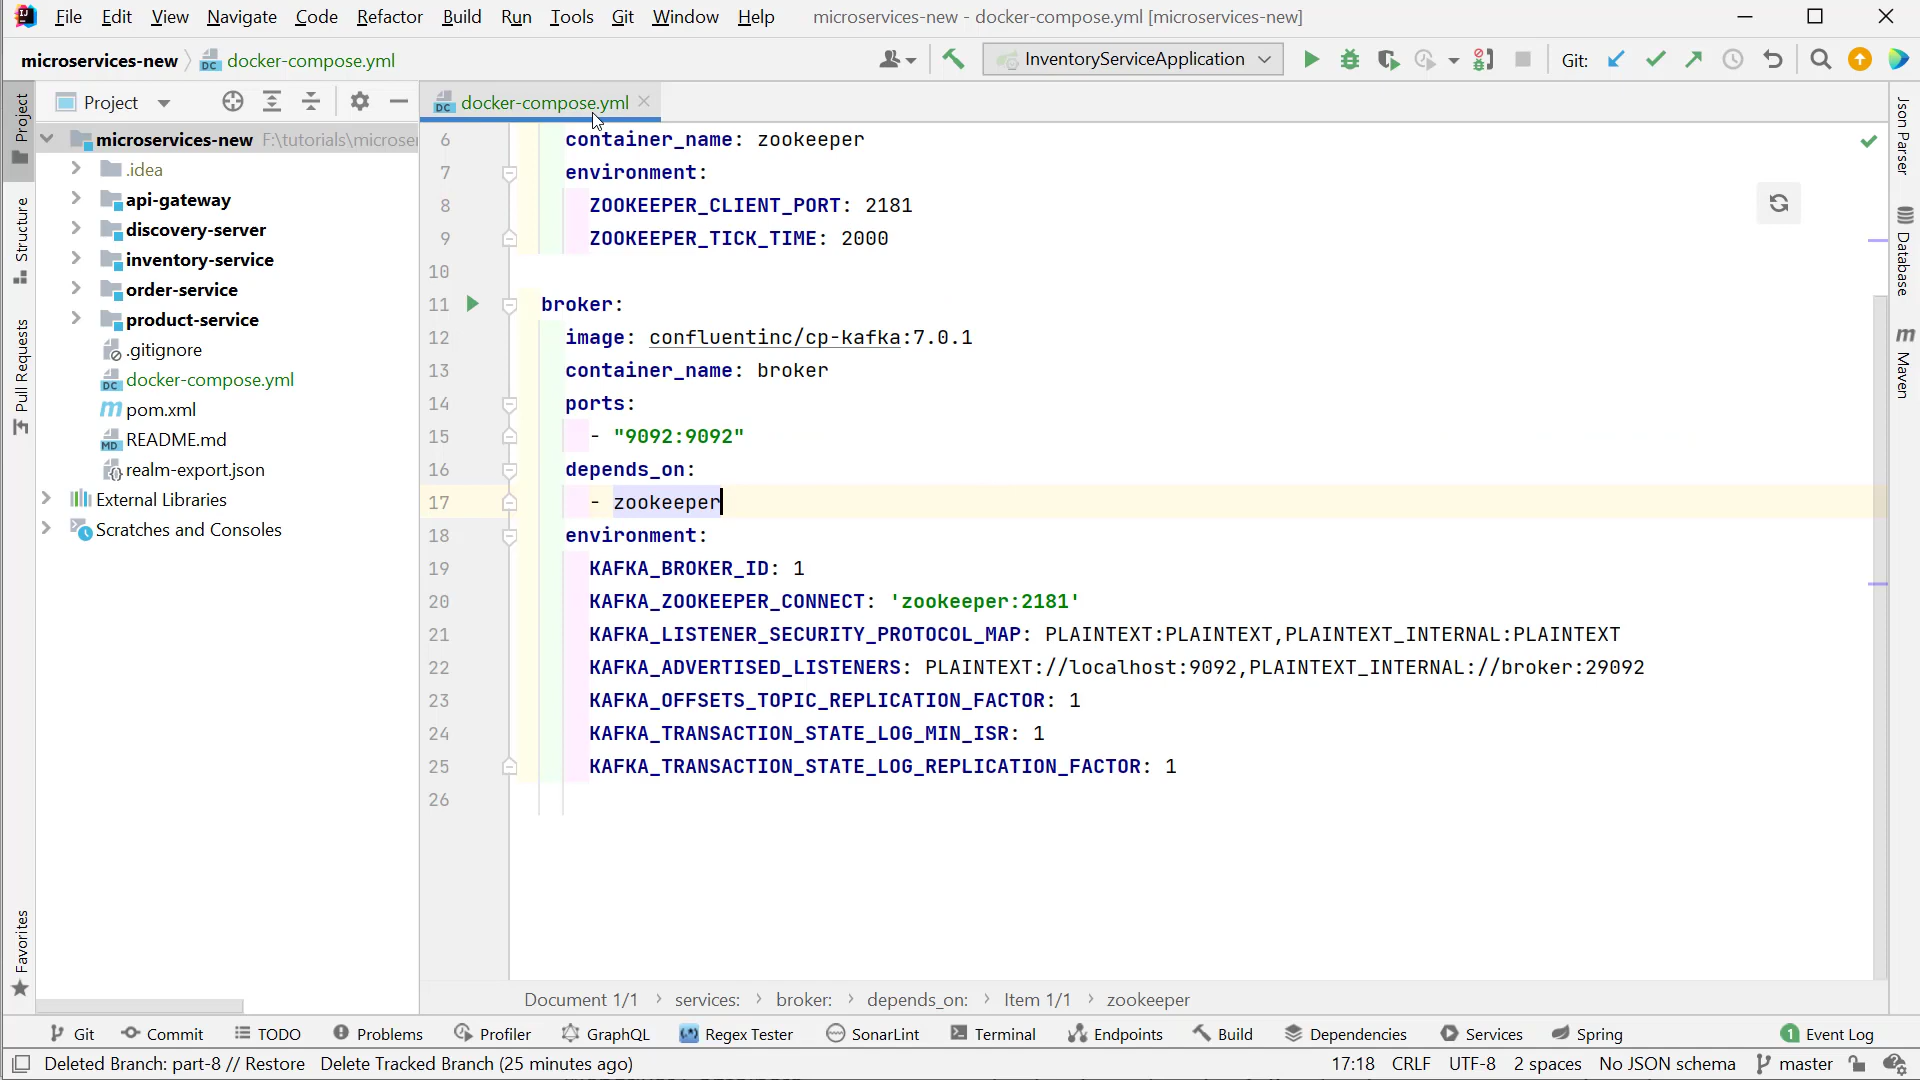 File Edit View Navigate Code Refactor Build Run Tools Git Window Help microservices-new - docker-compose.yml [microservices-new]
microservices-new docker-compose.yml InventoryServiceApplication Git:
Project
docker-compose.yml
microservices-new F:\tutorials\microser
.idea
api-gateway
discovery-server
inventory-service
order-service
product-service
.gitignore
docker-compose.yml
pom.xml
README.md
realm-export.json
External Libraries
Scratches and Consoles
6 container_name: zookeeper
7 environment:
8 ZOOKEEPER_CLIENT_PORT: 2181
9 ZOOKEEPER_TICK_TIME: 2000
10
11 broker:
12 image: confluentinc/cp-kafka:7.0.1
13 container_name: broker
14 ports:
15 - "9092:9092"
16 depends_on:
17 - zookeeper
18 environment:
19 KAFKA_BROKER_ID: 1
20 KAFKA_ZOOKEEPER_CONNECT: 'zookeeper:2181'
21 KAFKA_LISTENER_SECURITY_PROTOCOL_MAP: PLAINTEXT:PLAINTEXT,PLAINTEXT_INTERNAL:PLAINTEXT
22 KAFKA_ADVERTISED_LISTENERS: PLAINTEXT://localhost:9092,PLAINTEXT_INTERNAL://broker:29092
23 KAFKA_OFFSETS_TOPIC_REPLICATION_FACTOR: 1
24 KAFKA_TRANSACTION_STATE_LOG_MIN_ISR: 1
25 KAFKA_TRANSACTION_STATE_LOG_REPLICATION_FACTOR: 1
26
Project
Structure
Pull Requests
Favorites
Json Parser
Database
Maven
Document 1/1 › services: › broker: › depends_on: › Item 1/1 › zookeeper
Git Commit TODO Problems Profiler GraphQL Regex Tester SonarLint Terminal Endpoints Build Dependencies Services Spring 1 Event Log
Deleted Branch: part-8 // Restore Delete Tracked Branch (25 minutes ago) 17:18 CRLF UTF-8 2 spaces No JSON schema master